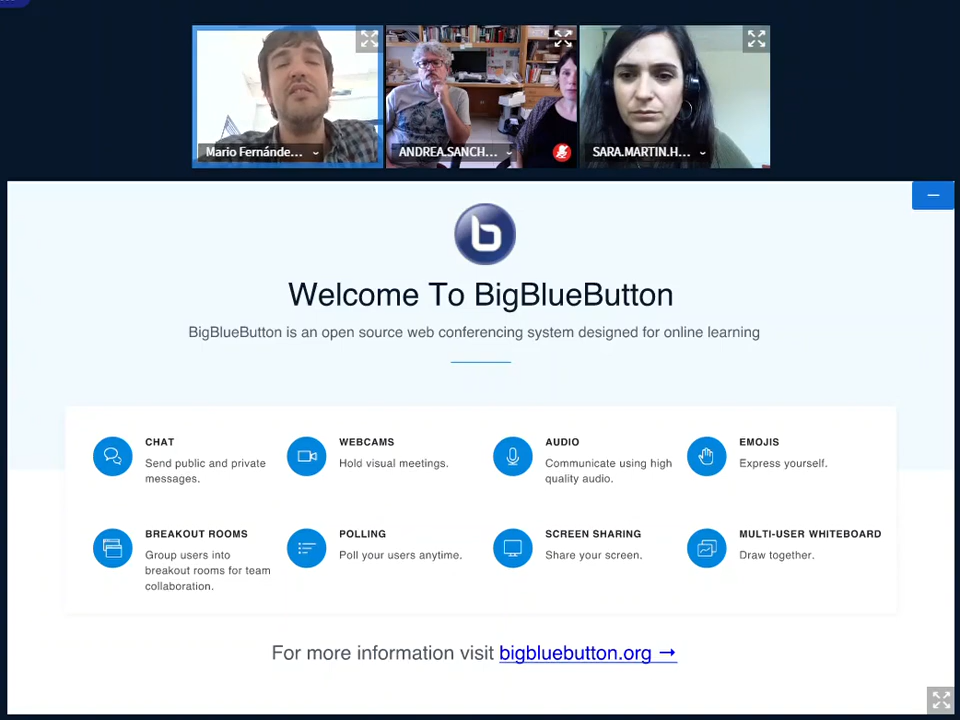 Mario Fernánde...
ANDREA.SANCH...
SARA.MARTIN.H...
Welcome To BigBlueButton
BigBlueButton is an open source web conferencing system designed for online learning
CHAT
Send public and private
messages.
WEBCAMS
Hold visual meetings.
AUDIO
Communicate using high
quality audio.
EMOJIS
Express yourself.
BREAKOUT ROOMS
Group users into
breakout rooms for team
collaboration.
POLLING
Poll your users anytime.
SCREEN SHARING
Share your screen.
MULTI-USER WHITEBOARD
Draw together.
For more information visit bigbluebutton.org →